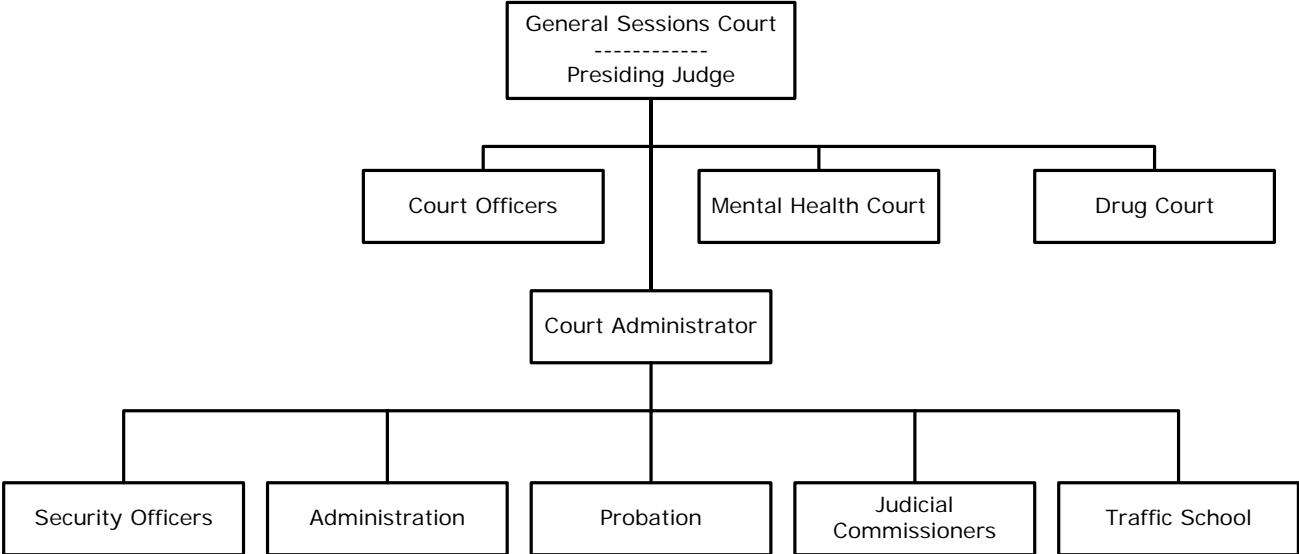 General Sessions Court
------------
Presiding Judge
Court Officers
Mental Health Court
Drug Court
Court Administrator
Security Officers
Administration
Probation
Judicial
Commissioners
Traffic School